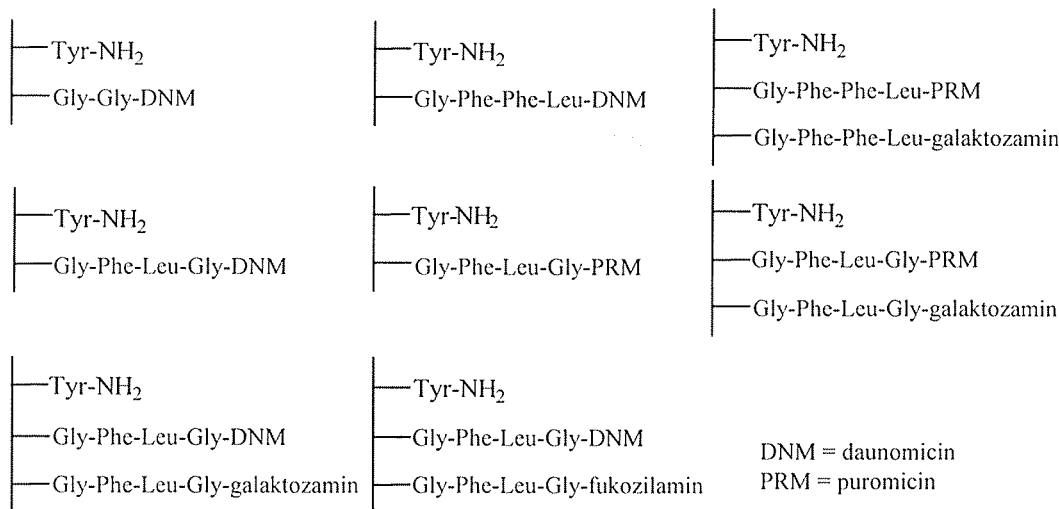 Tyr-NH₂
Gly-Gly-DNM
Tyr-NH₂
Gly-Phe-Phe-Leu-DNM
Tyr-NH₂
Gly-Phe-Phe-Leu-PRM
Gly-Phe-Phe-Leu-galaktozamin
Tyr-NH₂
Gly-Phe-Leu-Gly-DNM
Tyr-NH₂
Gly-Phe-Leu-Gly-PRM
Tyr-NH₂
Gly-Phe-Leu-Gly-PRM
Gly-Phe-Leu-Gly-galaktozamin
Tyr-NH₂
Gly-Phe-Leu-Gly-DNM
Gly-Phe-Leu-Gly-galaktozamin
Tyr-NH₂
Gly-Phe-Leu-Gly-DNM
Gly-Phe-Leu-Gly-fukozilamin
DNM = daunomicin
PRM = puromicin